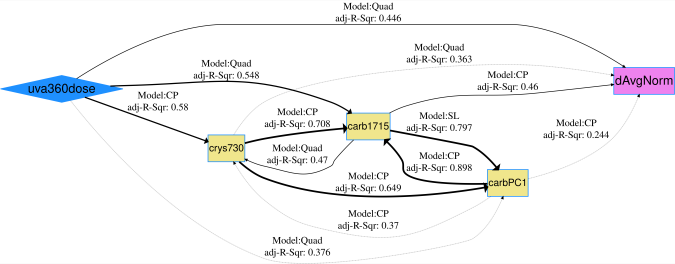 Model:Quad
adj-R-Sqr: 0.446
Model:Quad
adj-R-Sqr: 0.363
Model:Quad
adj-R-Sqr: 0.548
uva360dose
dAvgNorm
Model:CP
adj-R-Sqr: 0.46
Model:CP
adj-R-Sqr: 0.58
Model:CP
adj-R-Sqr: 0.708
Model:SL
adj-R-Sqr: 0.797
carb1715
Model:CP
adj-R-Sqr: 0.244
crys730
Model:Quad
adj-R-Sqr: 0.47
Model:CP
adj-R-Sqr: 0.898
carbPC1
Model:CP
adj-R-Sqr: 0.649
Model:CP
adj-R-Sqr: 0.37
Model:Quad
adj-R-Sqr: 0.376